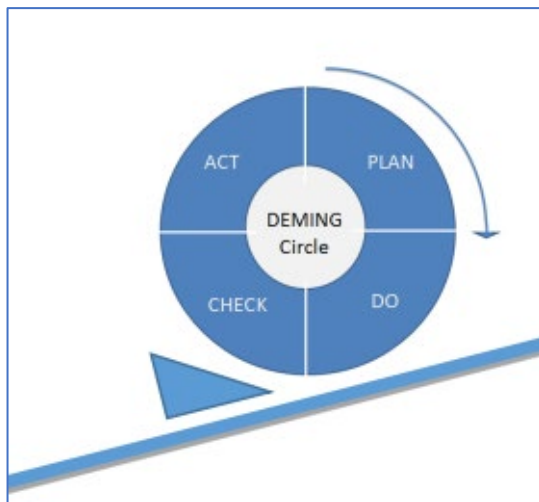 ACT
PLAN
DEMING
Circle
CHECK
DO